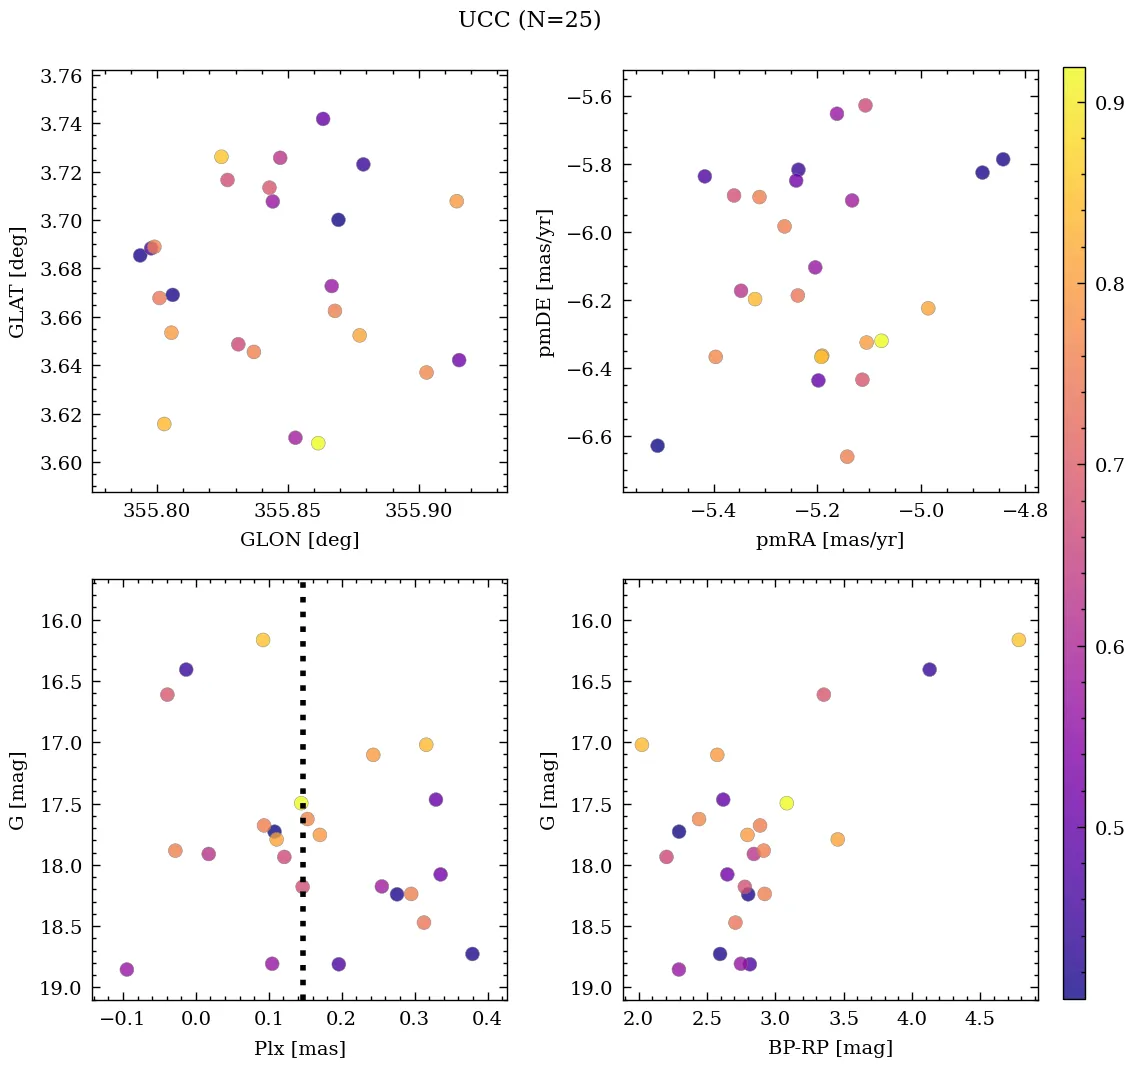 UCC (N=25)
3.76
3.74
3.72
3.70
3.68
3.66
3.64
3.62
3.60
GLAT [deg]
355.80 355.85 355.90
GLON [deg]
−5.6
−5.8
−6.0
−6.2
−6.4
−6.6
pmDE [mas/yr]
−5.4 −5.2 −5.0 −4.8
pmRA [mas/yr]
16.0
16.5
17.0
17.5
18.0
18.5
19.0
G [mag]
−0.1 0.0 0.1 0.2 0.3 0.4
Plx [mas]
16.0
16.5
17.0
17.5
18.0
18.5
19.0
G [mag]
2.0 2.5 3.0 3.5 4.0 4.5
BP-RP [mag]
0.9
0.8
0.7
0.6
0.5